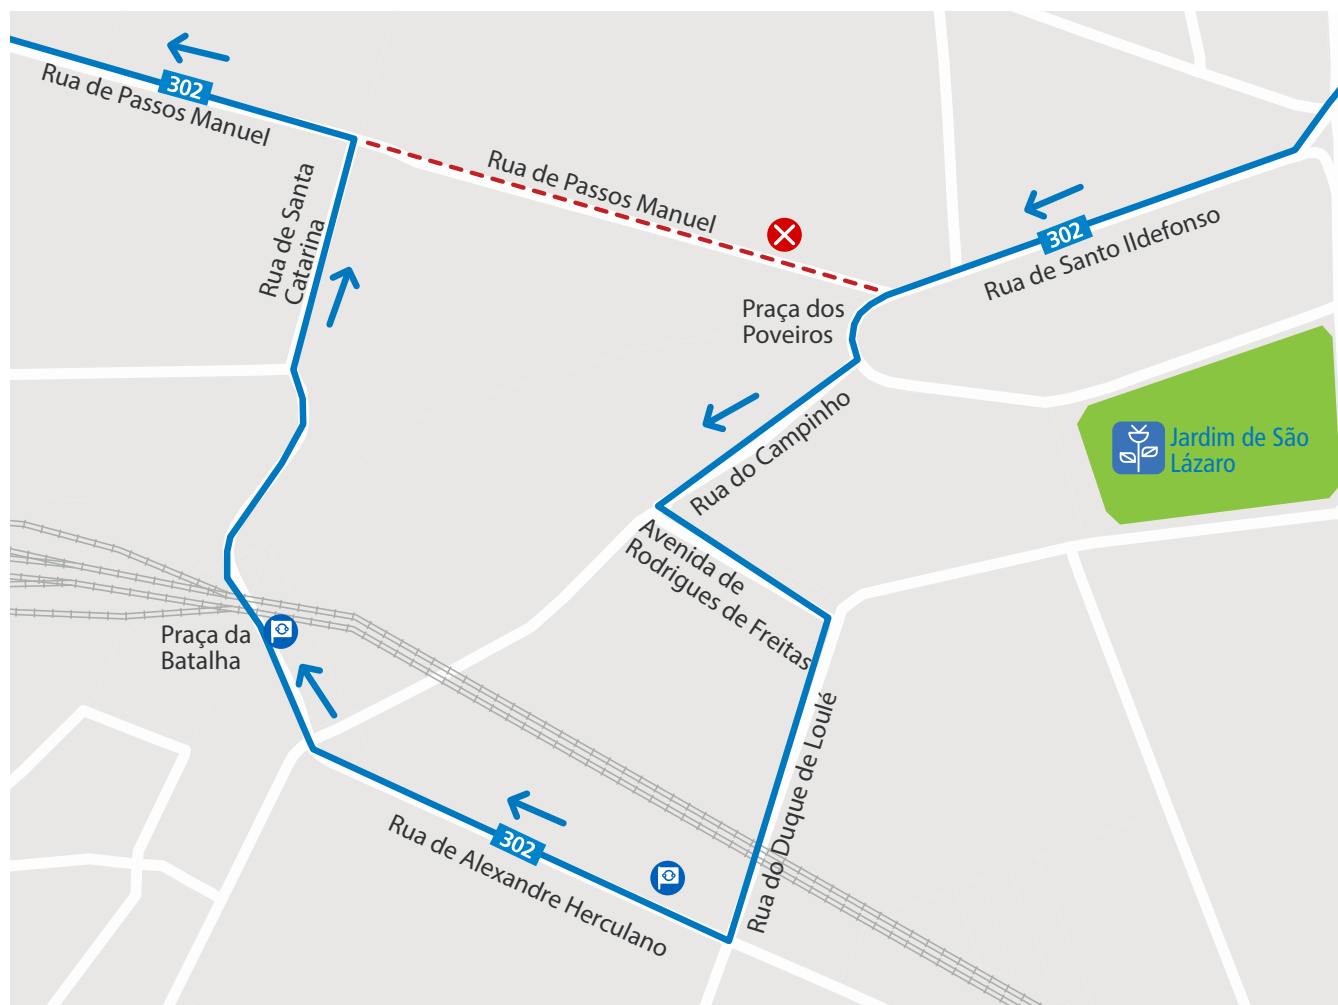 302
Rua de Passos Manuel
Rua de Passos Manuel
302
Rua de Santo Ildefonso
Rua de Santa
Catarina
Praça dos
Poveiros
Rua do Campinho
Jardim de São
Lázaro
Avenida de
Rodrigues de Freitas
Praça da
Batalha
Rua do Duque de Loulé
302
Rua de Alexandre Herculano